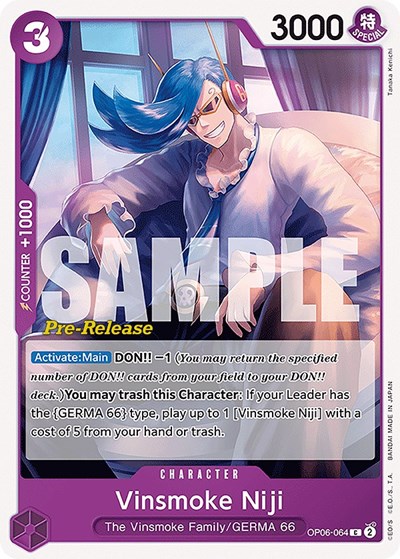 3
3000
特
SPECIAL
Tanaka Kenichi
COUNTER +1000
SAMPLE
Pre-Release
Activate:Main DON!! −1 (You may return the specified
number of DON!! cards from your field to your DON!!
deck.)You may trash this Character: If your Leader has
the {GERMA 66} type, play up to 1 [Vinsmoke Niji] with a
cost of 5 from your hand or trash.
©E.O./S., T.A. BANDAI MADE IN JAPAN
CHARACTER
Vinsmoke Niji
The Vinsmoke Family/GERMA 66
OP06-064 C 2